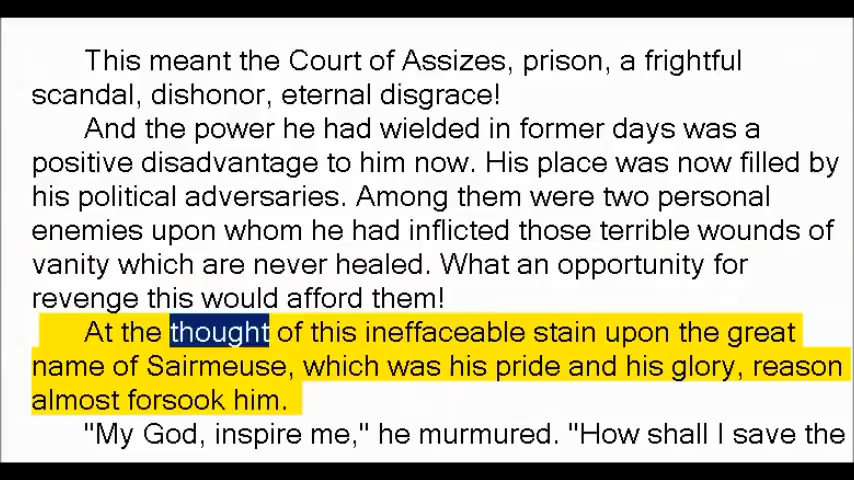 This meant the Court of Assizes, prison, a frightful
scandal, dishonor, eternal disgrace!
And the power he had wielded in former days was a
positive disadvantage to him now. His place was now filled by
his political adversaries. Among them were two personal
enemies upon whom he had inflicted those terrible wounds of
vanity which are never healed. What an opportunity for
revenge this would afford them!
At the thought of this ineffaceable stain upon the great
name of Sairmeuse, which was his pride and his glory, reason
almost forsook him.
"My God, inspire me," he murmured. "How shall I save the